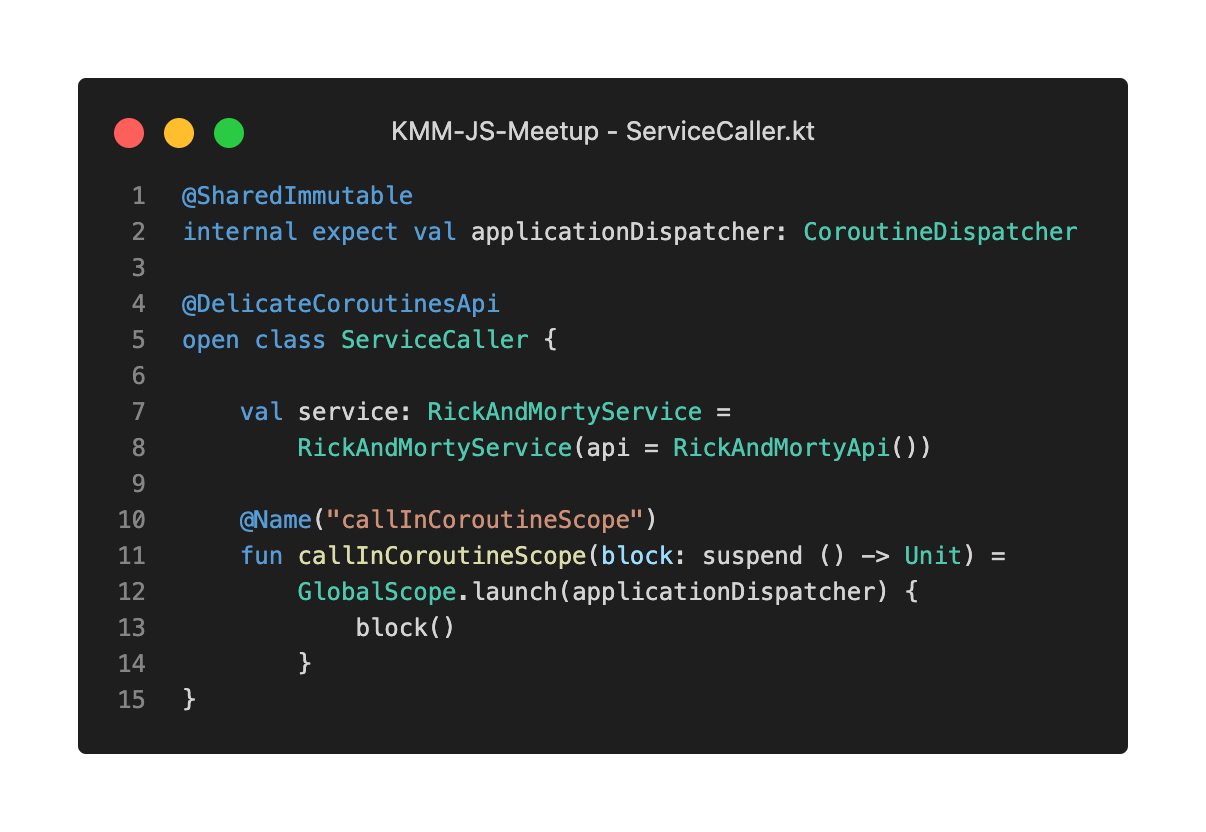 KMM-JS-Meetup - ServiceCaller.kt
1 @SharedImmutable
2 internal expect val applicationDispatcher: CoroutineDispatcher
3
4 @DelicateCoroutinesApi
5 open class ServiceCaller {
6
7     val service: RickAndMortyService =
8         RickAndMortyService(api = RickAndMortyApi())
9
10     @Name("callInCoroutineScope")
11     fun callInCoroutineScope(block: suspend () -> Unit) =
12         GlobalScope.launch(applicationDispatcher) {
13             block()
14         }
15 }